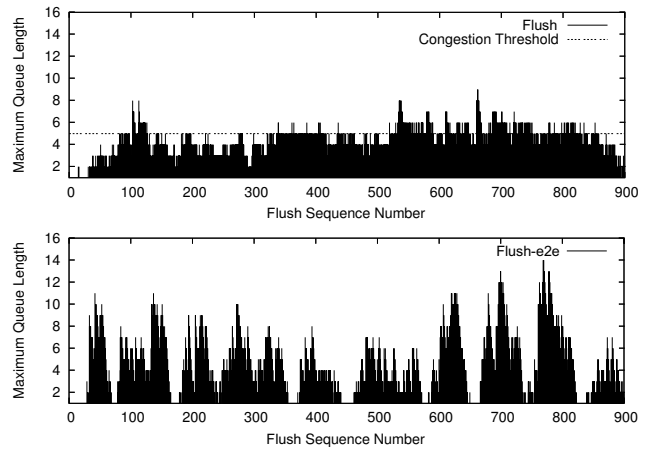 16
Flush
14
Congestion Threshold
12
10
8
6
4
2
Maximum Queue Length
0 100 200 300 400 500 600 700 800 900
Flush Sequence Number
16
Flush-e2e
14
12
10
8
6
4
2
Maximum Queue Length
0 100 200 300 400 500 600 700 800 900
Flush Sequence Number